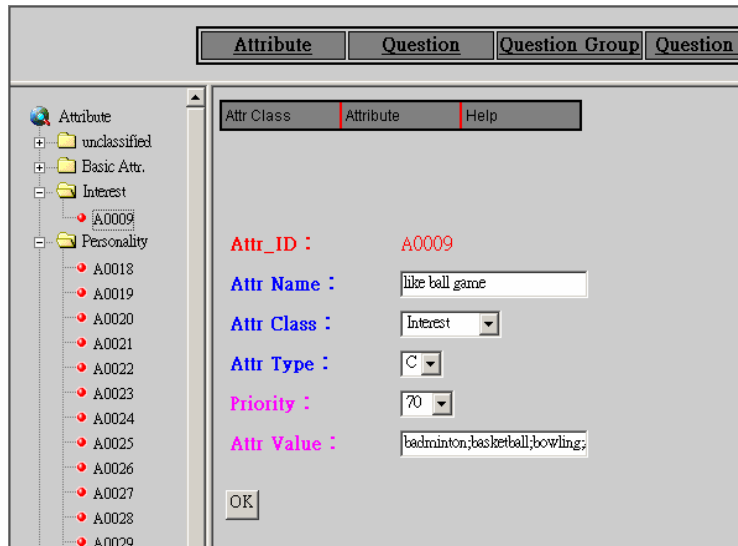 Attribute Question Question Group Question
Attribute
unclassified
Basic Attr.
Interest
A0009
Personality
A0018
A0019
A0020
A0021
A0022
A0023
A0024
A0025
A0026
A0027
A0028
A0029
Attr Class Attribute Help
Attr_ID： A0009
Attr Name： like ball game
Attr Class： Interest
Attr Type： C
Priority： 70
Attr Value： badminton;basketball;bowling;
OK